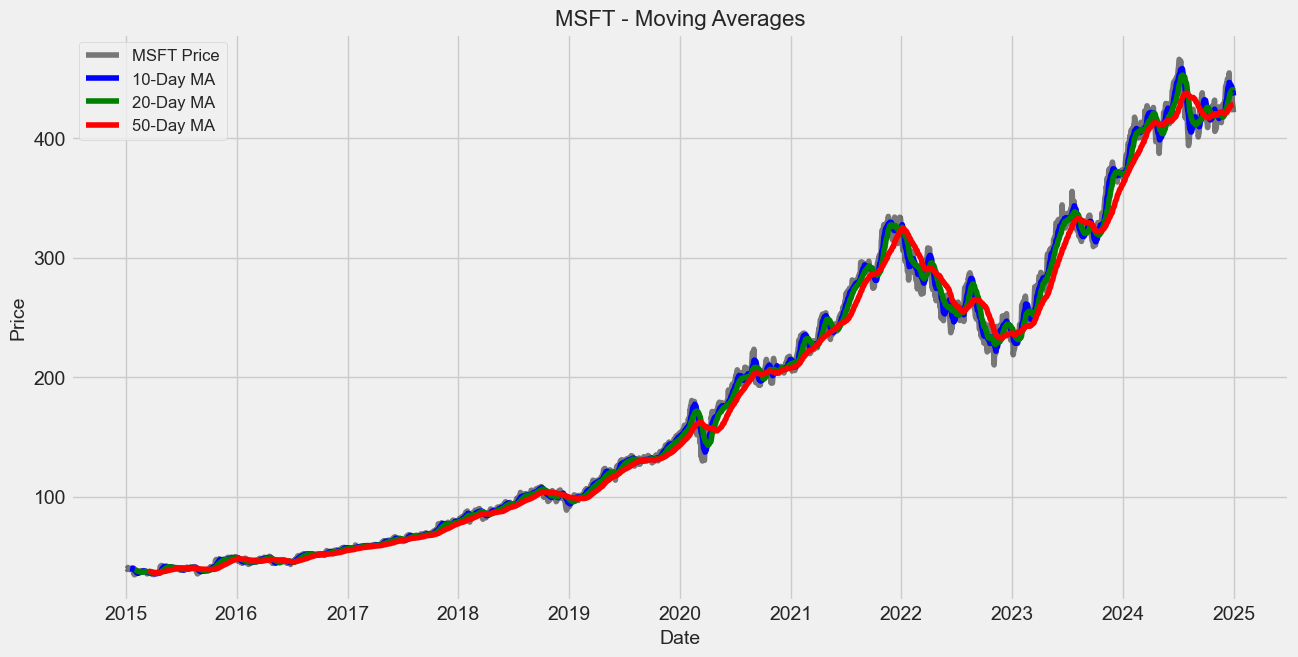 MSFT - Moving Averages
MSFT Price
10-Day MA
20-Day MA
50-Day MA
Price
400
300
200
100
2015 2016 2017 2018 2019 2020 2021 2022 2023 2024 2025
Date